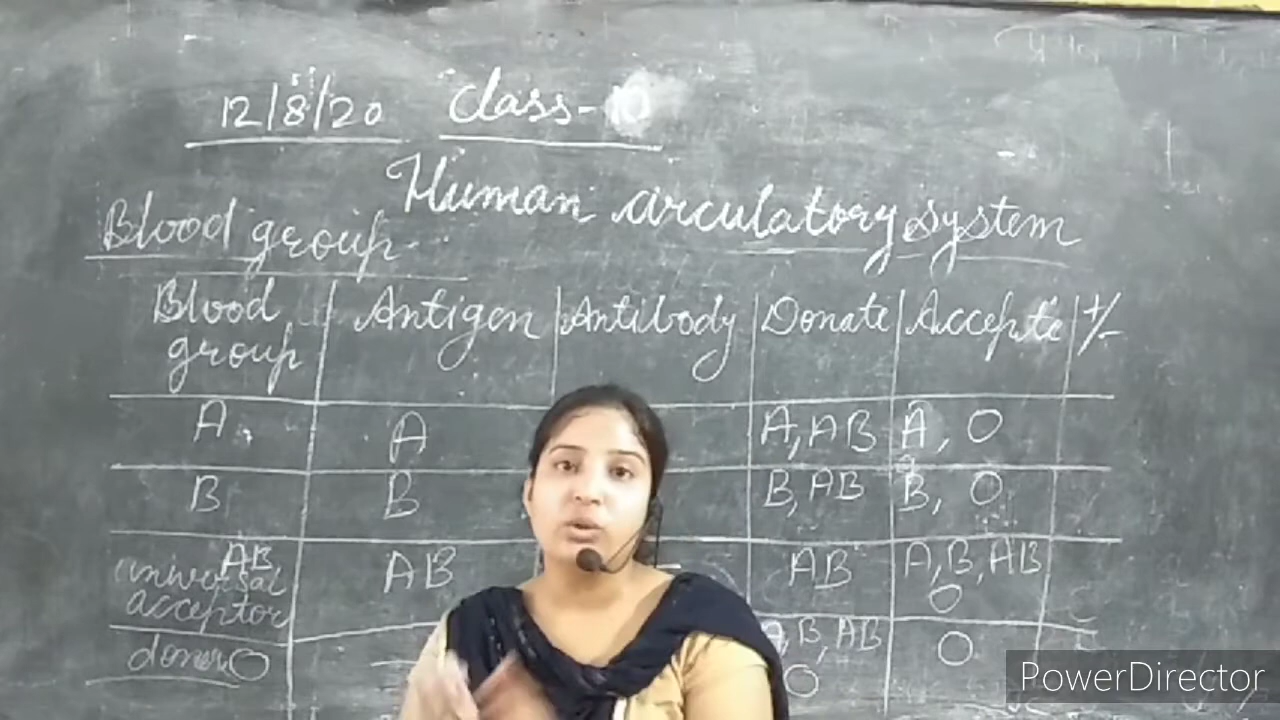 12/8/20 Class-10
Human circulatory system
Blood group
Blood group Antigen Antibody Donate Accepte +/-
A A A, AB A, O
B B B, AB B, O
AB, universal acceptor AB AB A, B, AB O
donor O — A, B, AB O O
PowerDirector